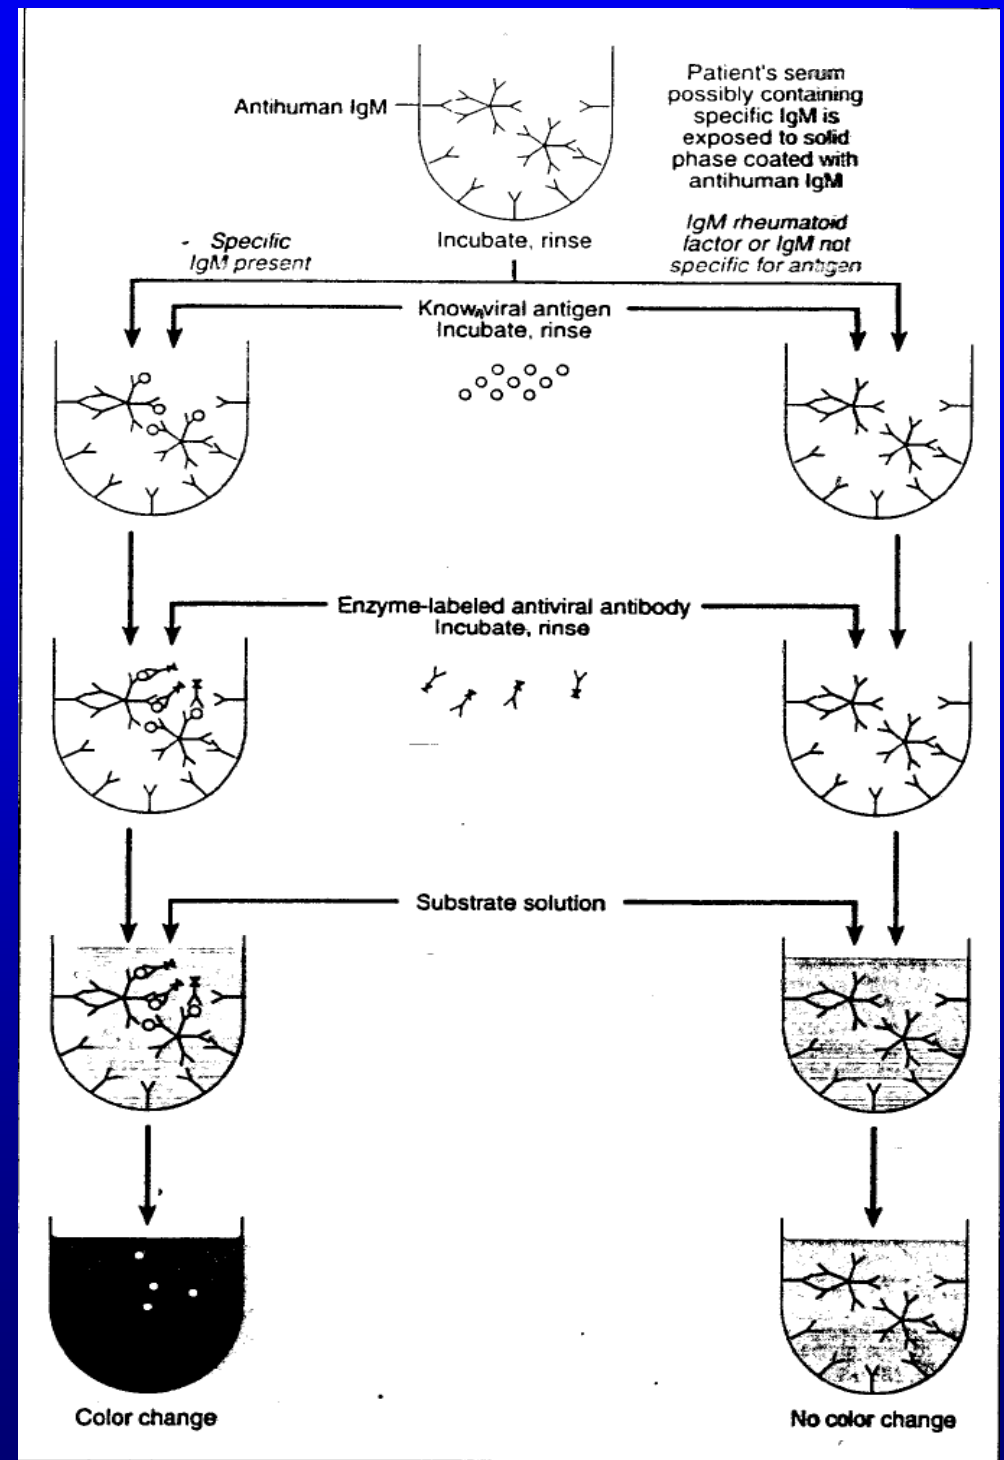 Antihuman IgM
Patient's serum
possibly containing
specific IgM is
exposed to solid
phase coated with
antihuman IgM
Incubate, rinse
Specific
IgM present
IgM rheumatoid
factor or IgM not
specific for antigen
Known viral antigen
Incubate, rinse
Enzyme-labeled antiviral antibody
Incubate, rinse
Substrate solution
Color change
No color change